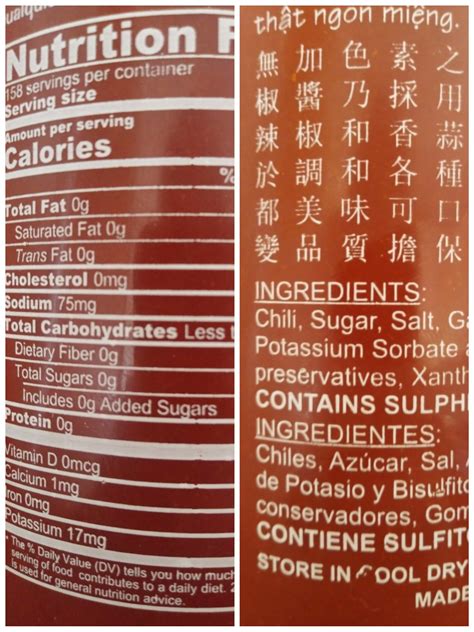 Nutrition F
158 servings per container
Serving size
Amount per serving
Calories
%
Total Fat 0g
Saturated Fat 0g
Trans Fat 0g
Cholesterol 0mg
Sodium 75mg
Total Carbohydrates Less t
Dietary Fiber 0g
Total Sugars 0g
Includes 0g Added Sugars
Protein 0g
Vitamin D 0mcg
Calcium 1mg
Iron 0mg
Potassium 17mg
* The % Daily Value (DV) tells you how much
serving of food contributes to a daily diet. 2
is used for general nutrition advice.
thật ngon miệng.
無加色素之
椒醬乃採用
辣椒和香蒜
於調和各種
都美味可口
變品質擔保
INGREDIENTS:
Chili, Sugar, Salt, Ga
Potassium Sorbate a
preservatives, Xanth
CONTAINS SULPH
INGREDIENTES:
Chiles, Azúcar, Sal, A
de Potasio y Bisulfito
conservadores, Gom
CONTIENE SULFIT
STORE IN COOL DRY
MADE